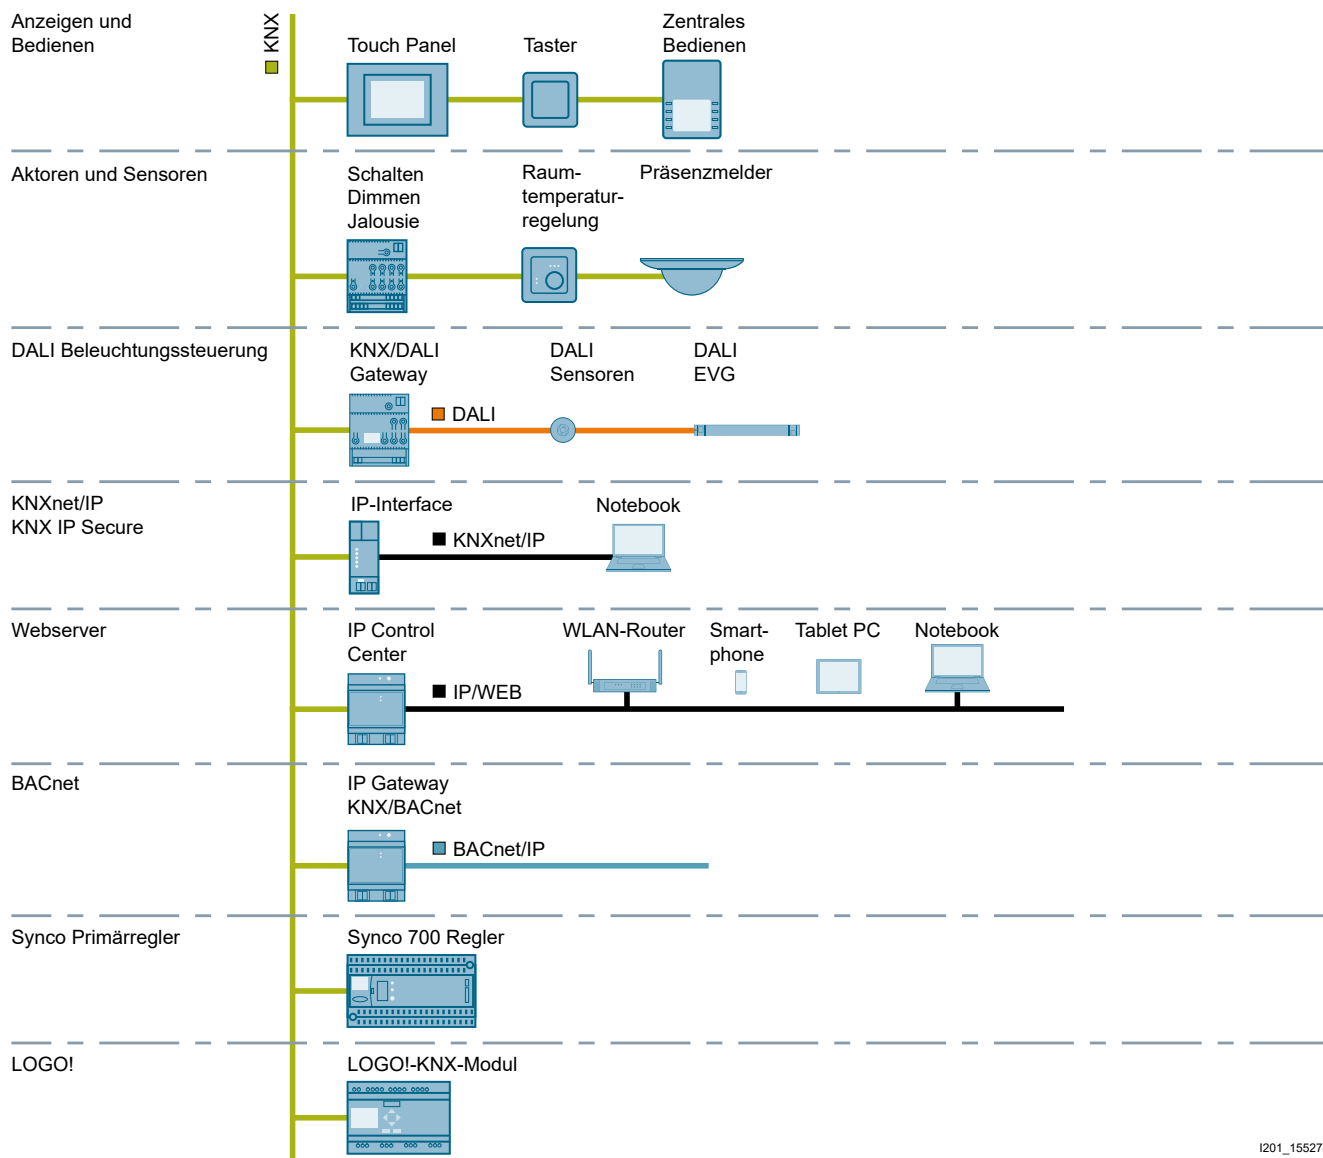 Anzeigen und
Bedienen
KNX
Touch Panel
Taster
Zentrales
Bedienen
Aktoren und Sensoren
Schalten
Dimmen
Jalousie
Raum-
temperatur-
regelung
Präsenzmelder
DALI Beleuchtungssteuerung
KNX/DALI
Gateway
DALI
Sensoren
DALI
EVG
DALI
KNXnet/IP
KNX IP Secure
IP-Interface
Notebook
KNXnet/IP
Webserver
IP Control
Center
WLAN-Router
Smart-
phone
Tablet PC
Notebook
IP/WEB
BACnet
IP Gateway
KNX/BACnet
BACnet/IP
Synco Primärregler
Synco 700 Regler
LOGO!
LOGO!-KNX-Modul
I201_15527